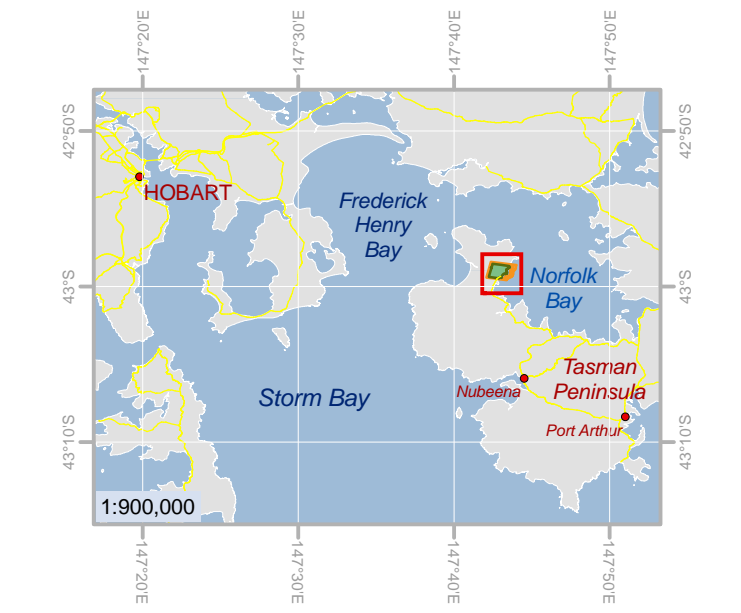 147°20'E
147°30'E
147°40'E
147°50'E
42°50'S
42°50'S
HOBART
Frederick
Henry
Bay
43°S
43°S
Norfolk
Bay
Tasman
Peninsula
Nubeena
Storm Bay
Port Arthur
43°10'S
43°10'S
1:900,000
147°20'E
147°30'E
147°40'E
147°50'E